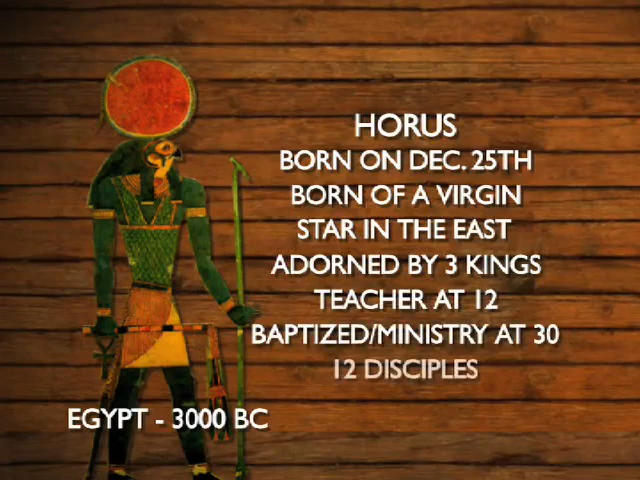 HORUS
BORN ON DEC. 25TH
BORN OF A VIRGIN
STAR IN THE EAST
ADORNED BY 3 KINGS
TEACHER AT 12
BAPTIZED/MINISTRY AT 30
12 DISCIPLES
EGYPT - 3000 BC